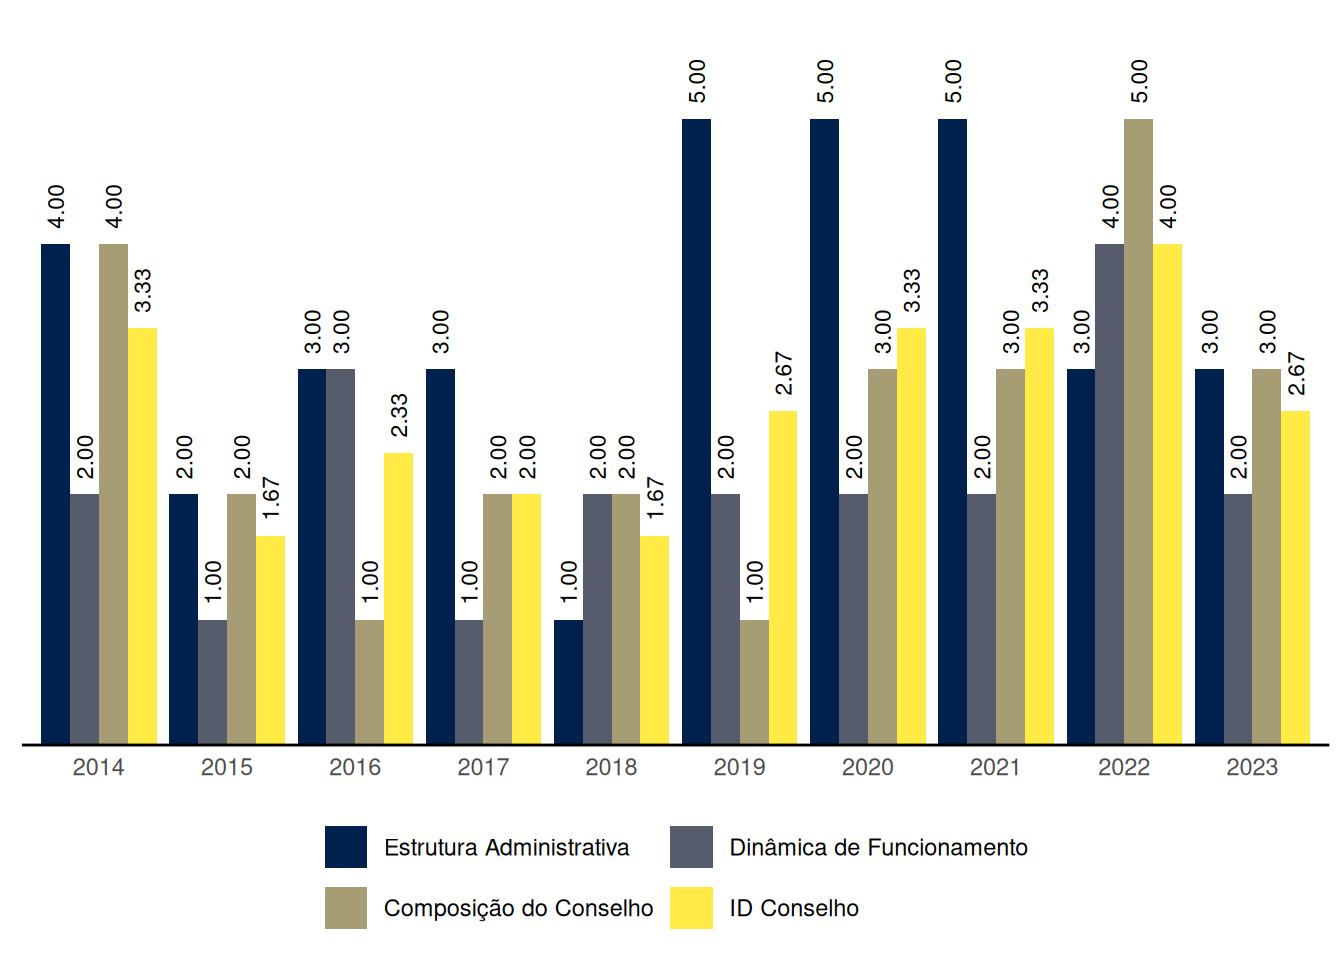 5.00 5.00 5.00 5.00
4.00 4.00 4.00 4.00
3.33 3.33 3.33
3.00 3.00 3.00 3.00 3.00 3.00 3.00 3.00
2.67 2.67
2.33
2.00 2.00 2.00 2.00 2.00 2.00 2.00 2.00 2.00 2.00 2.00
1.67 1.67
1.00 1.00 1.00 1.00 1.00
2014 2015 2016 2017 2018 2019 2020 2021 2022 2023
Estrutura Administrativa Dinâmica de Funcionamento
Composição do Conselho ID Conselho